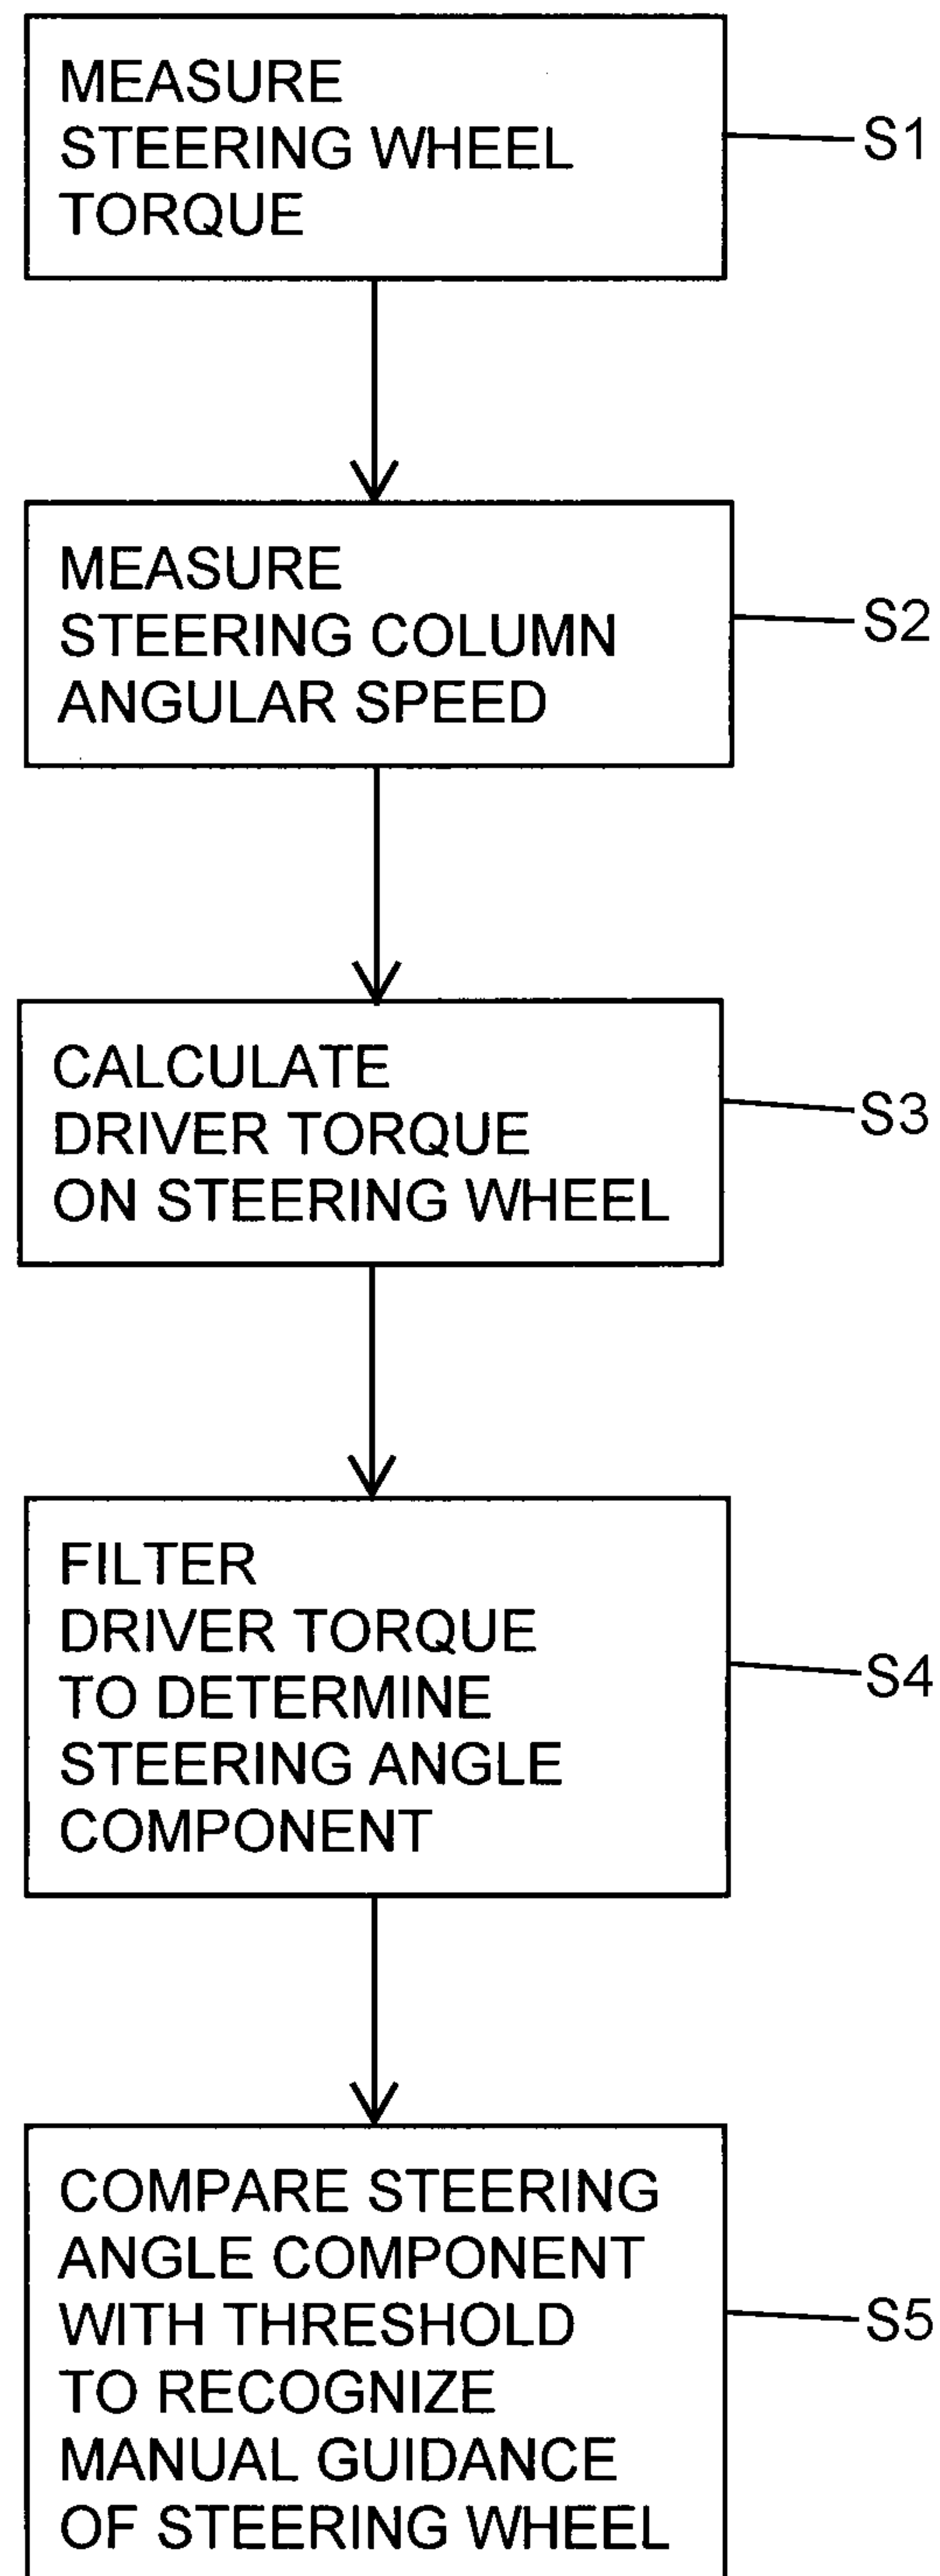 MEASURE
STEERING WHEEL
TORQUE
S1
MEASURE
STEERING COLUMN
ANGULAR SPEED
S2
CALCULATE
DRIVER TORQUE
ON STEERING WHEEL
S3
FILTER
DRIVER TORQUE
TO DETERMINE
STEERING ANGLE
COMPONENT
S4
COMPARE STEERING
ANGLE COMPONENT
WITH THRESHOLD
TO RECOGNIZE
MANUAL GUIDANCE
OF STEERING WHEEL
S5